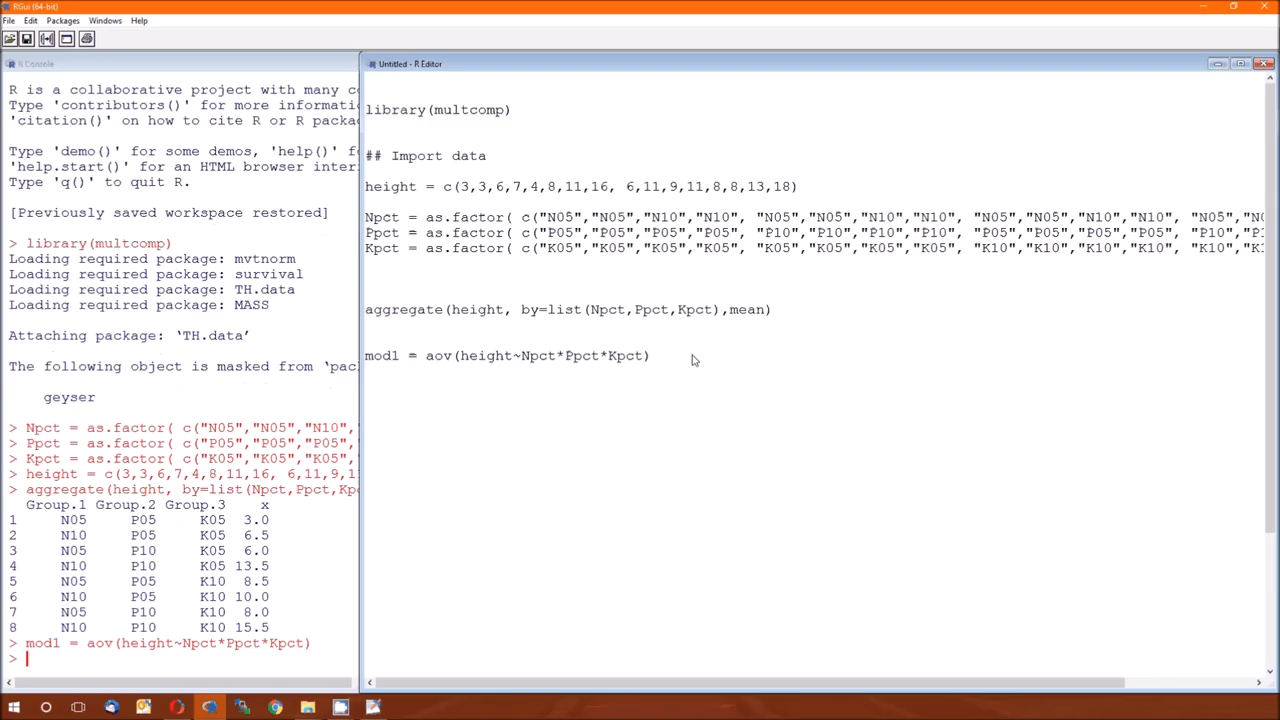 RGui (64-bit)
File Edit Packages Windows Help
R Console
R is a collaborative project with many co
Type 'contributors()' for more informatio
'citation()' on how to cite R or R packag
Type 'demo()' for some demos, 'help()' fo
'help.start()' for an HTML browser inter
Type 'q()' to quit R.
[Previously saved workspace restored]
> library(multcomp)
Loading required package: mvtnorm
Loading required package: survival
Loading required package: TH.data
Loading required package: MASS
Attaching package: ‘TH.data’
The following object is masked from ‘pac
geyser
> Npct = as.factor( c("N05","N05","N10",
> Ppct = as.factor( c("P05","P05","P05",
> Kpct = as.factor( c("K05","K05","K05",
> height = c(3,3,6,7,4,8,11,16, 6,11,9,11
> aggregate(height, by=list(Npct,Ppct,Kpc
Group.1 Group.2 Group.3 x
1 N05 P05 K05 3.0
2 N10 P05 K05 6.5
3 N05 P10 K05 6.0
4 N10 P10 K05 13.5
5 N05 P05 K10 8.5
6 N10 P05 K10 10.0
7 N05 P10 K10 8.0
8 N10 P10 K10 15.5
> mod1 = aov(height~Npct*Ppct*Kpct)
>
Untitled - R Editor
library(multcomp)
## Import data
height = c(3,3,6,7,4,8,11,16, 6,11,9,11,8,8,13,18)
Npct = as.factor( c("N05","N05","N10","N10", "N05","N05","N10","N10", "N05","N05","N10","N10", "N05","N0
Ppct = as.factor( c("P05","P05","P05","P05", "P10","P10","P10","P10", "P05","P05","P05","P05", "P10","P1
Kpct = as.factor( c("K05","K05","K05","K05", "K05","K05","K05","K05", "K10","K10","K10","K10", "K10","K1
aggregate(height, by=list(Npct,Ppct,Kpct),mean)
mod1 = aov(height~Npct*Ppct*Kpct)